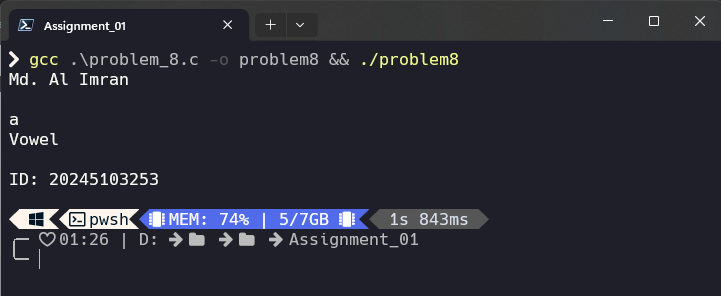 Assignment_01
gcc .\problem_8.c -o problem8 && ./problem8
Md. Al Imran
a
Vowel
ID: 20245103253
pwsh MEM: 74% | 5/7GB 1s 843ms
01:26 | D: Assignment_01